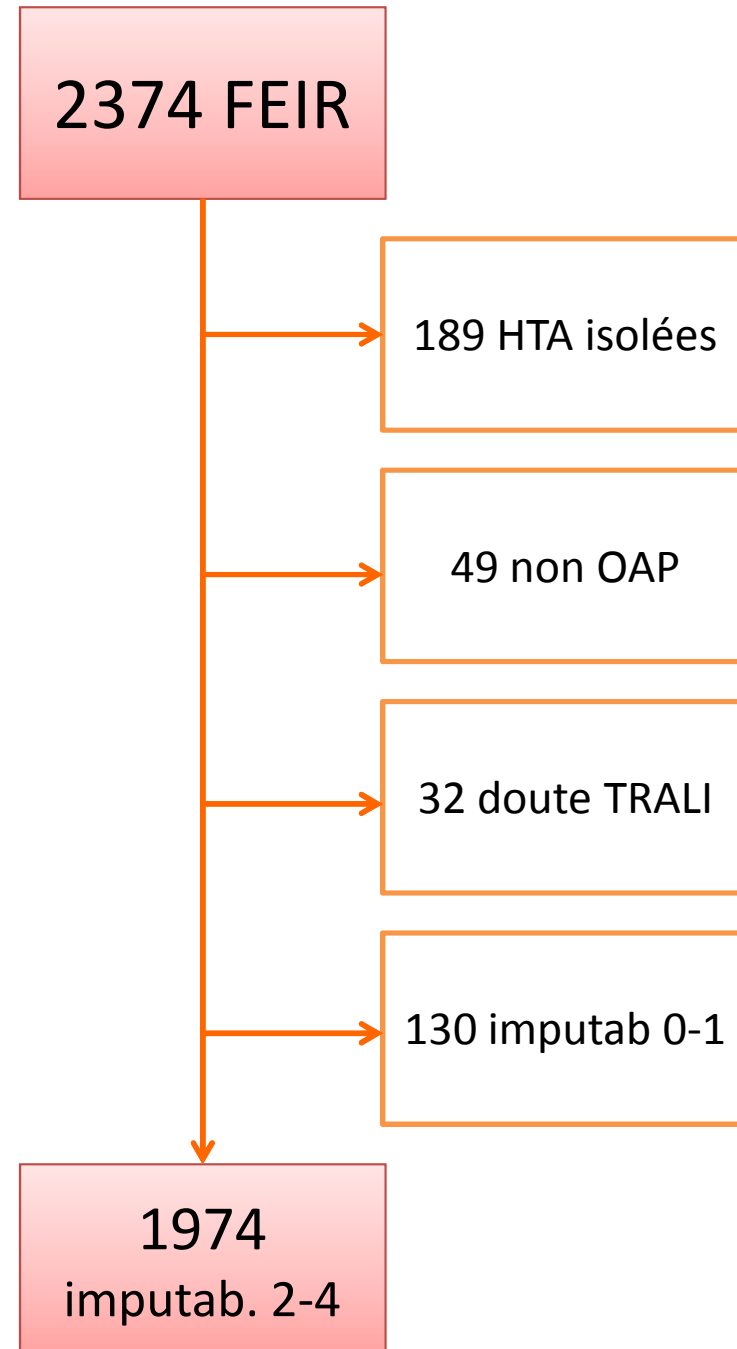 2374 FEIR
189 HTA isolées
49 non OAP
32 doute TRALI
130 imputab 0-1
1974
imputab. 2-4